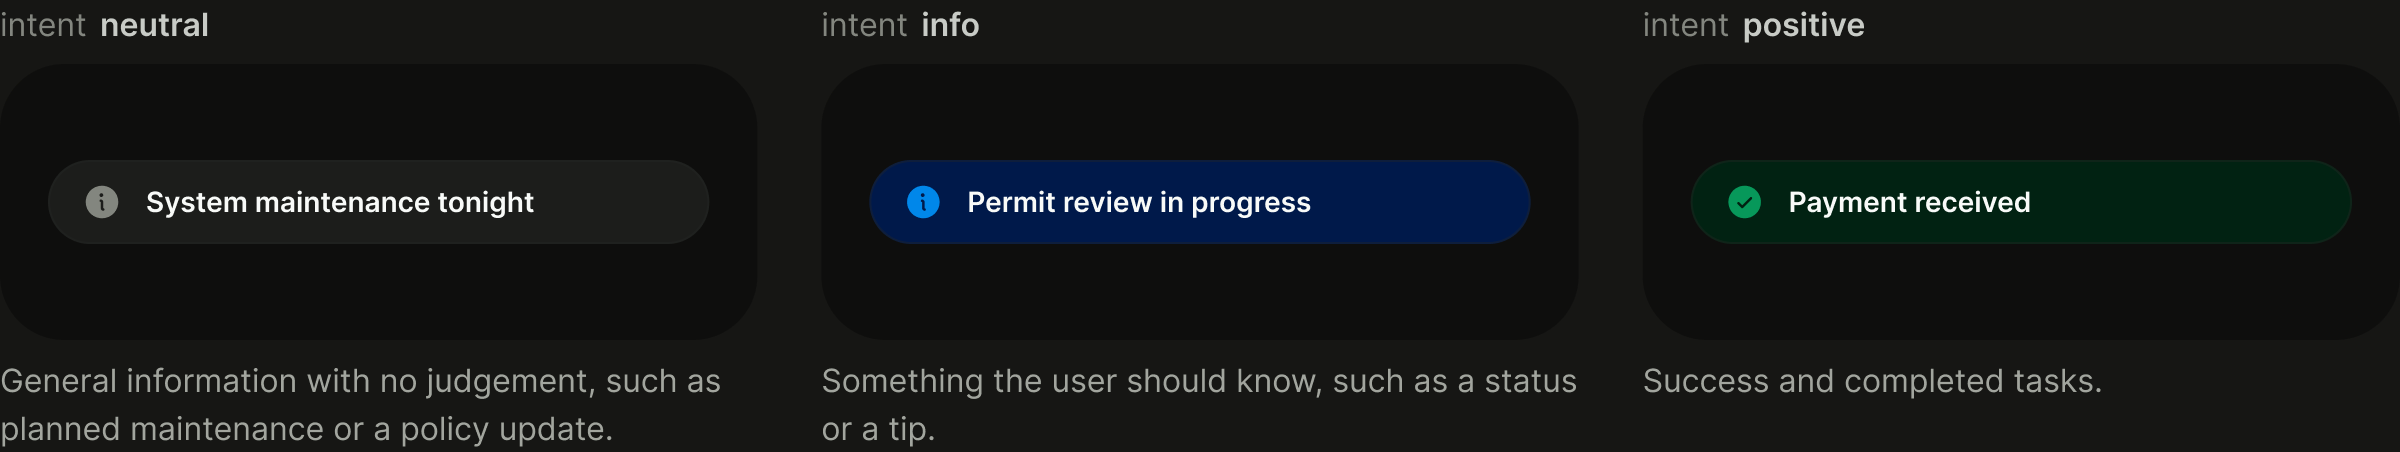 intent neutral
System maintenance tonight
General information with no judgement, such as
planned maintenance or a policy update.
intent info
Permit review in progress
Something the user should know, such as a status
or a tip.
intent positive
Payment received
Success and completed tasks.